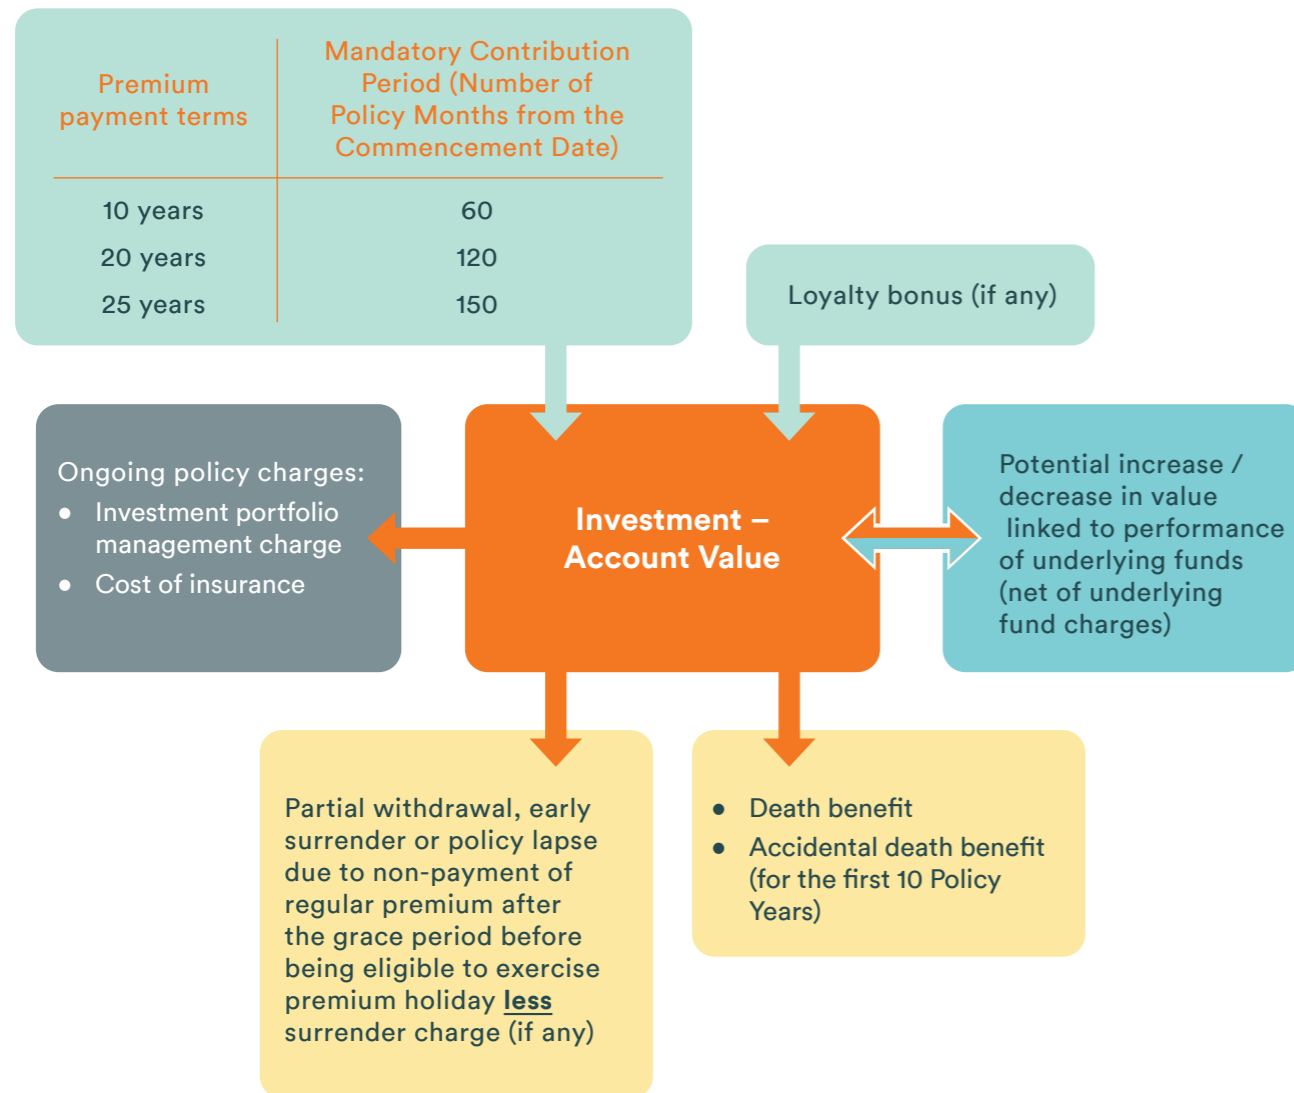 Premium
payment terms
Mandatory Contribution
Period (Number of
Policy Months from the
Commencement Date)
10 years
60
20 years
120
25 years
150
Loyalty bonus (if any)
Ongoing policy charges:
● Investment portfolio
management charge
● Cost of insurance
Investment –
Account Value
Potential increase /
decrease in value
linked to performance
of underlying funds
(net of underlying
fund charges)
Partial withdrawal, early
surrender or policy lapse
due to non-payment of
regular premium after
the grace period before
being eligible to exercise
premium holiday less
surrender charge (if any)
● Death benefit
● Accidental death benefit
(for the first 10 Policy
Years)